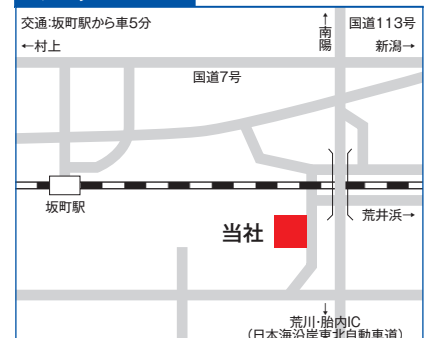 交通:坂町駅から車5分
←村上
↑南陽
国道113号
新潟→
国道7号
坂町駅
当社
荒井浜→
↓
荒川・胎内IC
(日本海沿岸東北自動車道)